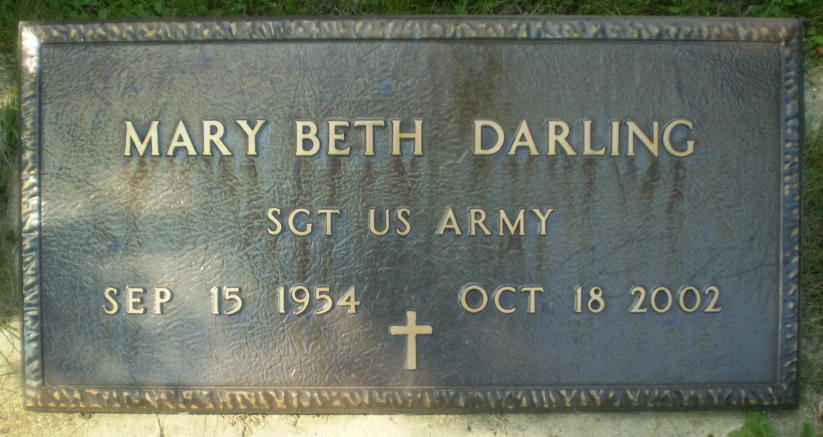 MARY BETH DARLING
SGT US ARMY
SEP 15 1954 OCT 18 2002